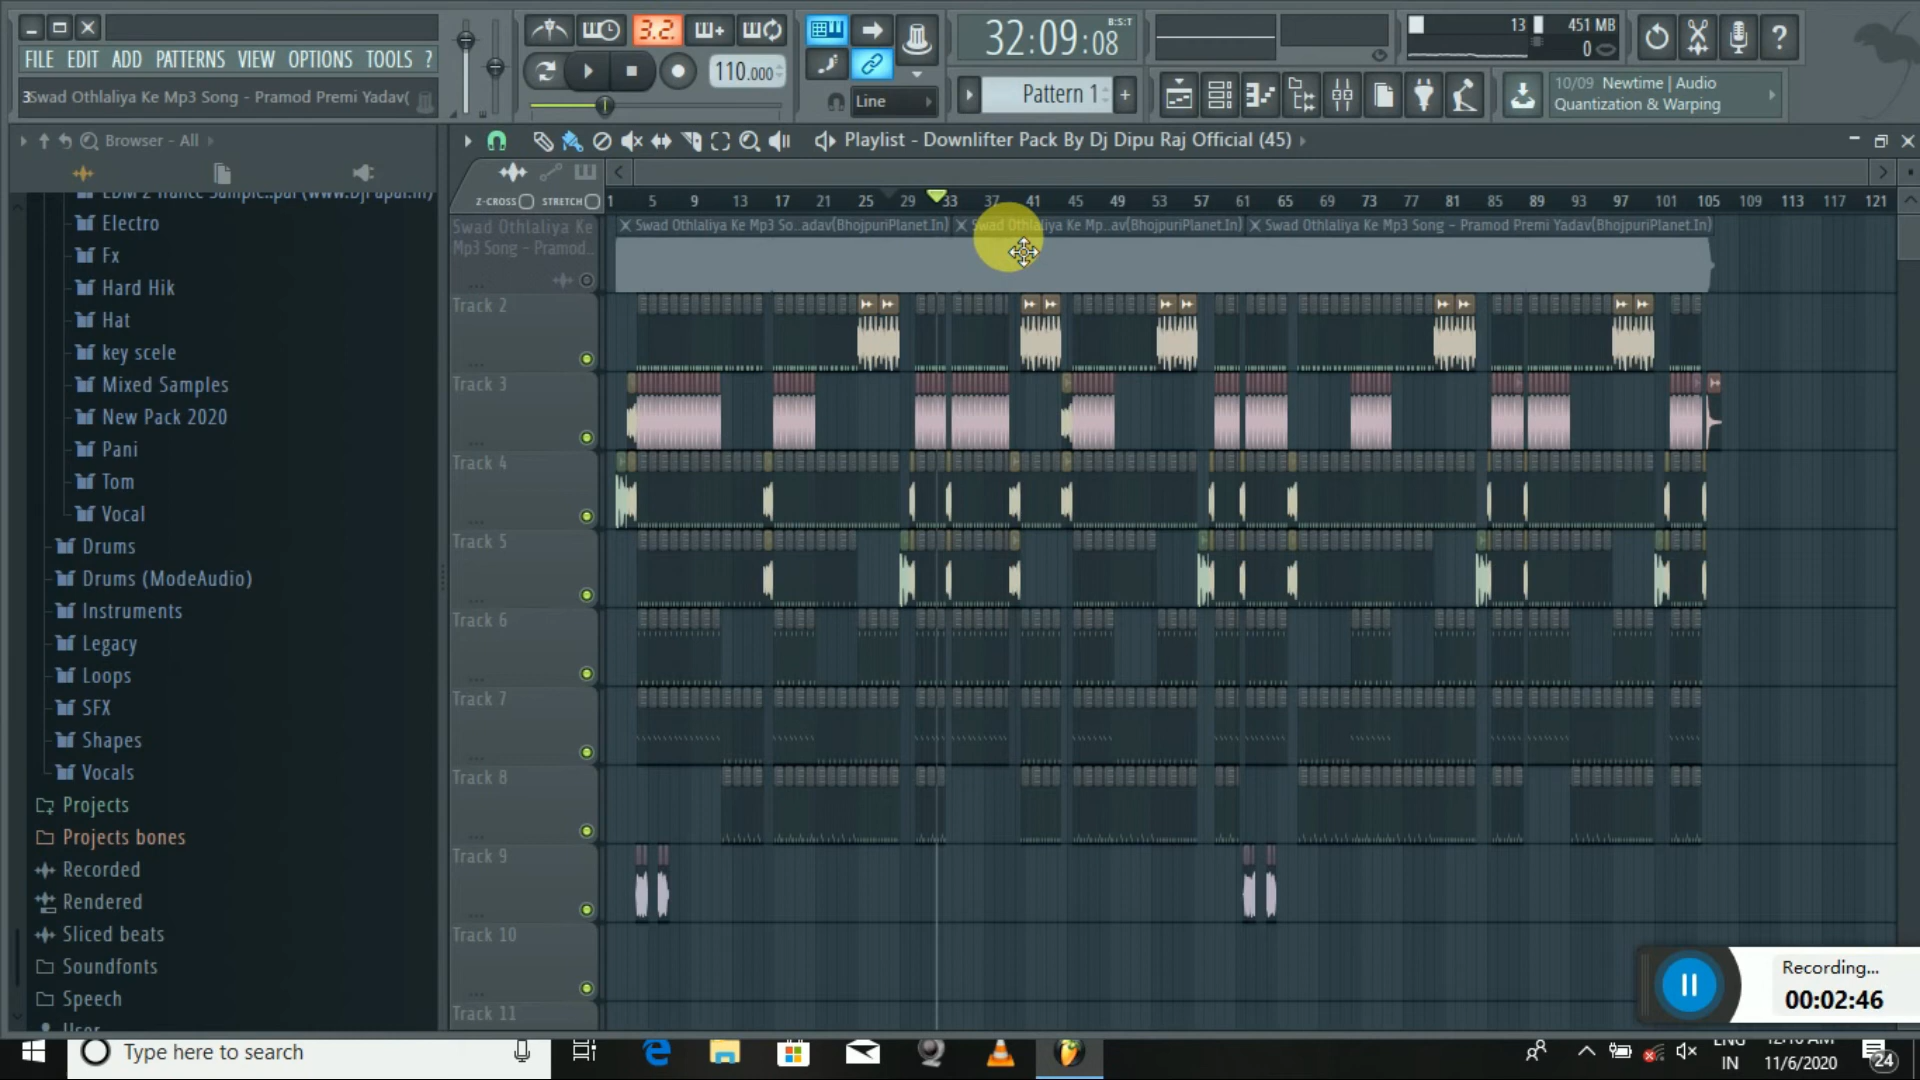 FILE EDIT ADD PATTERNS VIEW OPTIONS TOOLS ?
3Swad Othlaliya Ke Mp3 Song - Pramod Premi Yadav(
3.2.
110.000
Line
32:09:08
B:S:T
Pattern 1
+
13
451 MB
0
?
10/09 Newtime | Audio
Quantization & Warping
Browser - All
Playlist - Downlifter Pack By Dj Dipu Raj Official (45)
Z-CROSS STRETCH
1 5 9 13 17 21 25 29 33 37 41 45 49 53 57 61 65 69 73 77 81 85 89 93 97 101 105 109 113 117 121
Swad Othlaliya Ke
Mp3 Song - Pramod..
Swad Othlaliya Ke Mp3 So..adav(BhojpuriPlanet.In)
Swad Othlaliya Ke Mp..av(BhojpuriPlanet.In)
Swad Othlaliya Ke Mp3 Song - Pramod Premi Yadav(BhojpuriPlanet.In)
Electro
Fx
Hard Hik
Hat
key scele
Mixed Samples
New Pack 2020
Pani
Tom
Vocal
Drums
Drums (ModeAudio)
Instruments
Legacy
Loops
SFX
Shapes
Vocals
Projects
Projects bones
Recorded
Rendered
Sliced beats
Soundfonts
Speech
User
Track 2
Track 3
Track 4
Track 5
Track 6
Track 7
Track 8
Track 9
Track 10
Track 11
Recording...
00:02:46
Type here to search
ENG
IN
11/6/2020
24